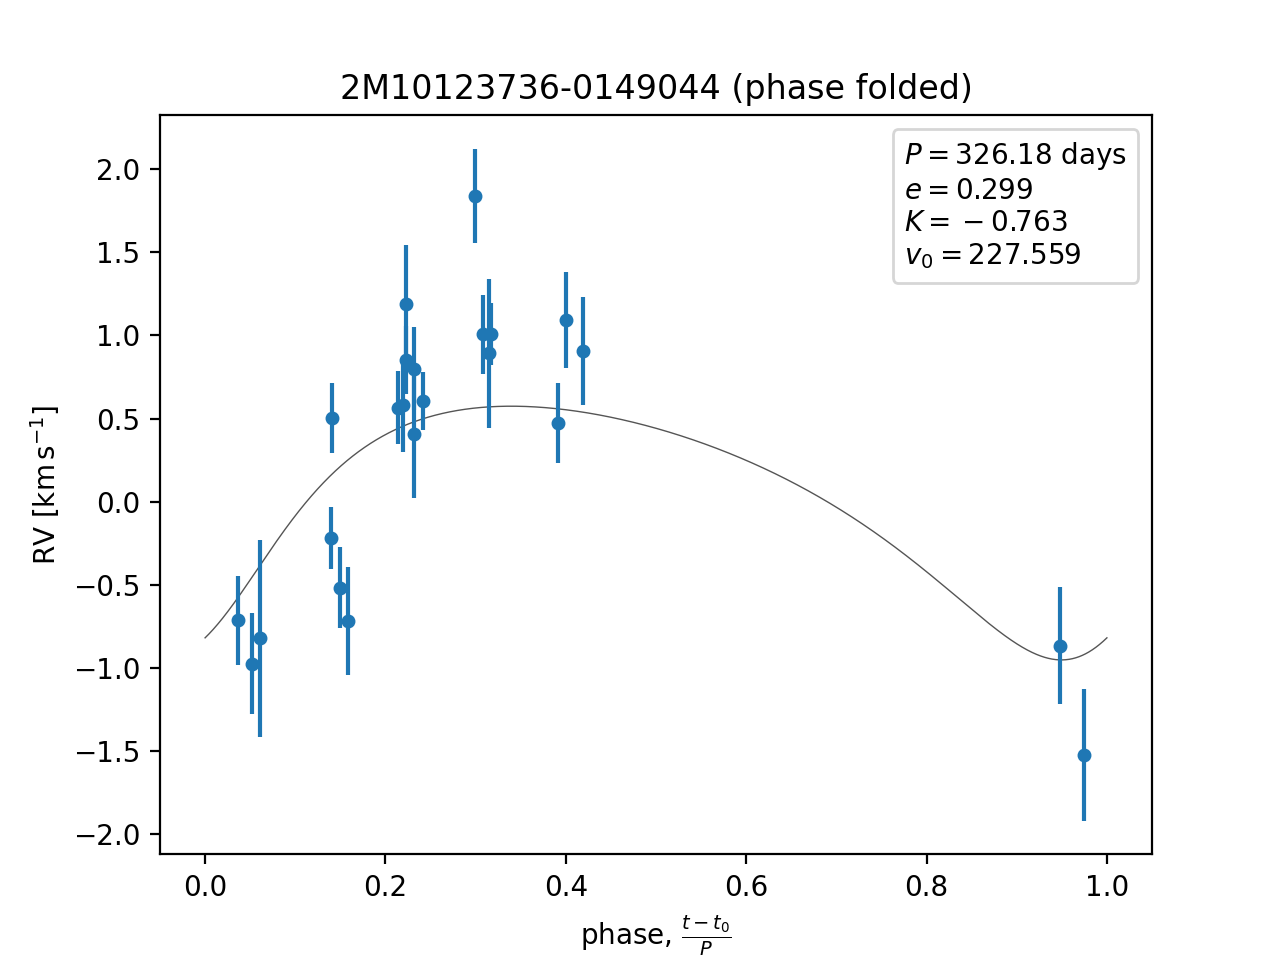 2M10123736-0149044 (phase folded)
P = 326.18 days
e = 0.299
K = −0.763
v₀ = 227.559
RV [km s⁻¹]
2.0
1.5
1.0
0.5
0.0
−0.5
−1.0
−1.5
−2.0
0.0 0.2 0.4 0.6 0.8 1.0
phase, (t − t₀)/P